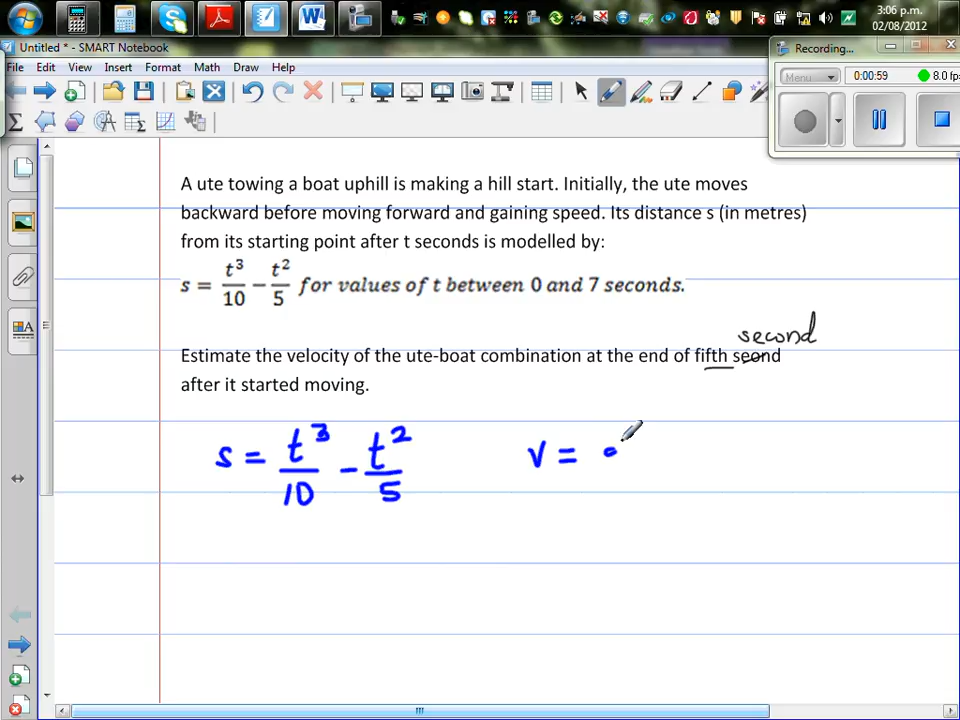 3:06 p.m.
02/08/2012
Untitled * - SMART Notebook
Recording...
File Edit View Insert Format Math Draw Help
Menu 0:00:59 8.0 fp
A ute towing a boat uphill is making a hill start. Initially, the ute moves
backward before moving forward and gaining speed. Its distance s (in metres)
from its starting point after t seconds is modelled by:
s = t³/10 − t²/5 for values of t between 0 and 7 seconds.
second
Estimate the velocity of the ute-boat combination at the end of fifth seond
after it started moving.
s = t³/10 − t²/5 v =